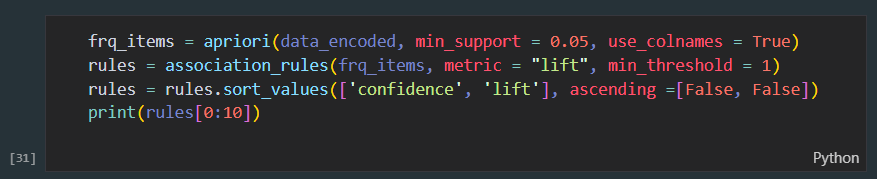 frq_items = apriori(data_encoded, min_support = 0.05, use_colnames = True)
rules = association_rules(frq_items, metric = "lift", min_threshold = 1)
rules = rules.sort_values(['confidence', 'lift'], ascending =[False, False])
print(rules[0:10])
[31]
Python